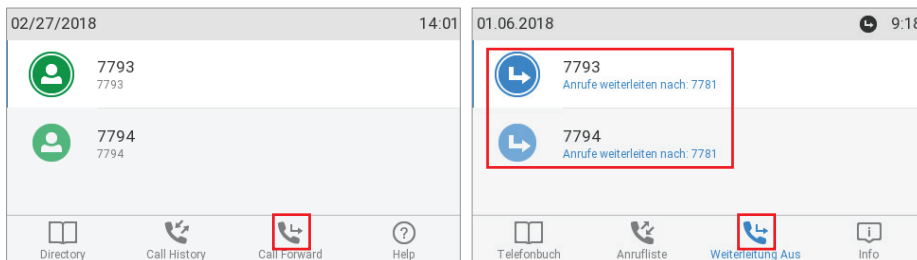 02/27/2018 14:01
7793
7793
7794
7794
Directory Call History Call Forward Help
01.06.2018 9:18
7793
Anrufe weiterleiten nach: 7781
7794
Anrufe weiterleiten nach: 7781
Telefonbuch Anrufliste Weiterleitung Aus Info